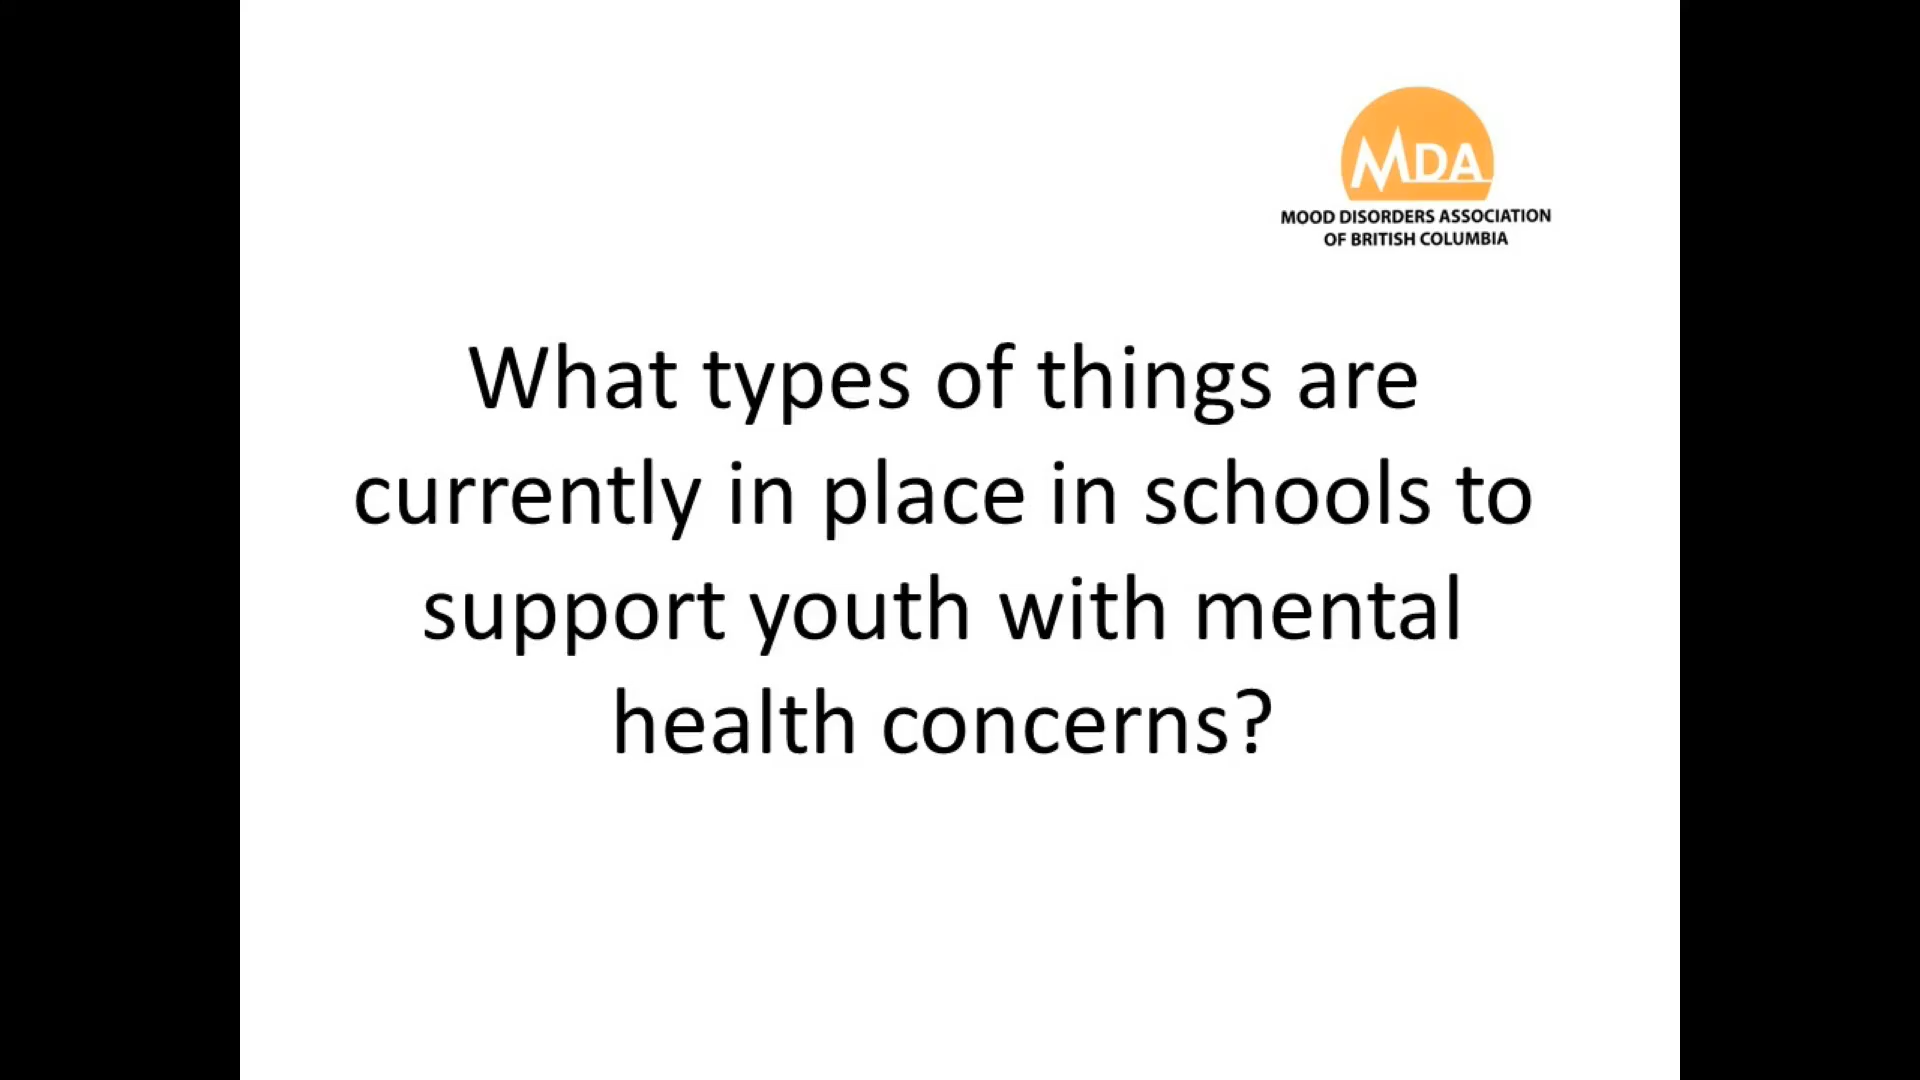 MDA
MOOD DISORDERS ASSOCIATION
OF BRITISH COLUMBIA
What types of things are
currently in place in schools to
support youth with mental
health concerns?